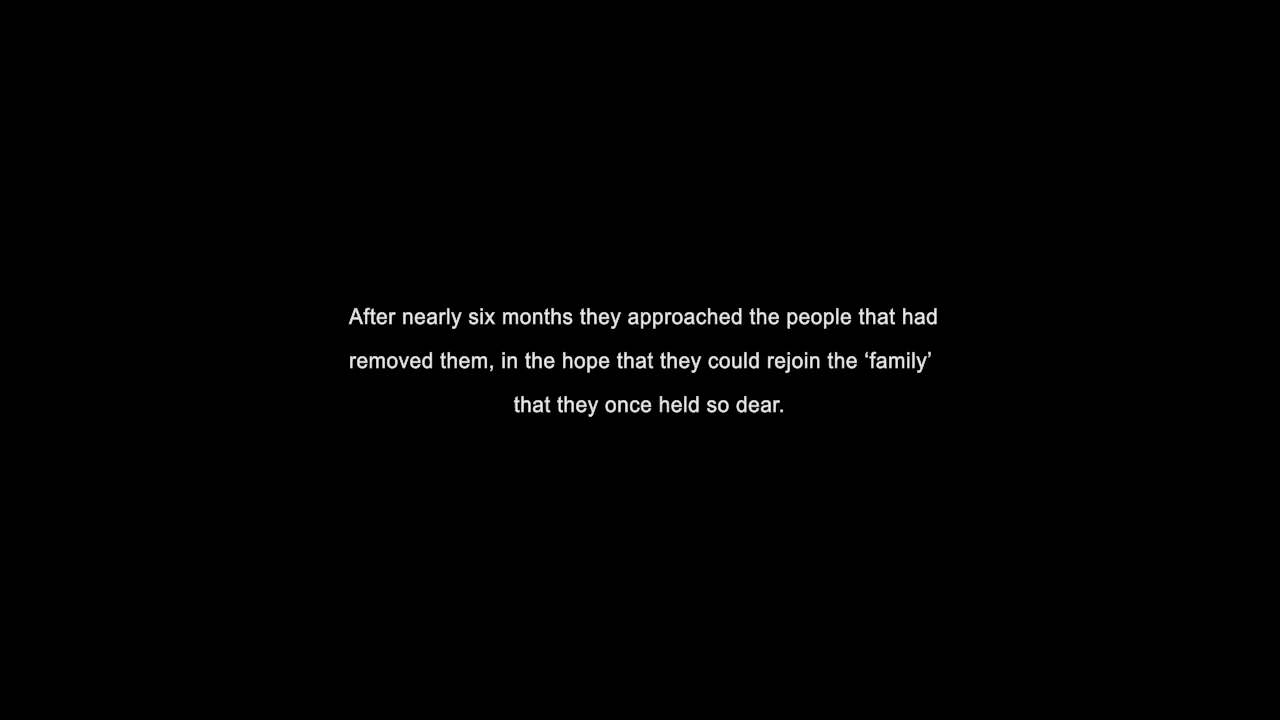 After nearly six months they approached the people that had
removed them, in the hope that they could rejoin the ‘family’
that they once held so dear.